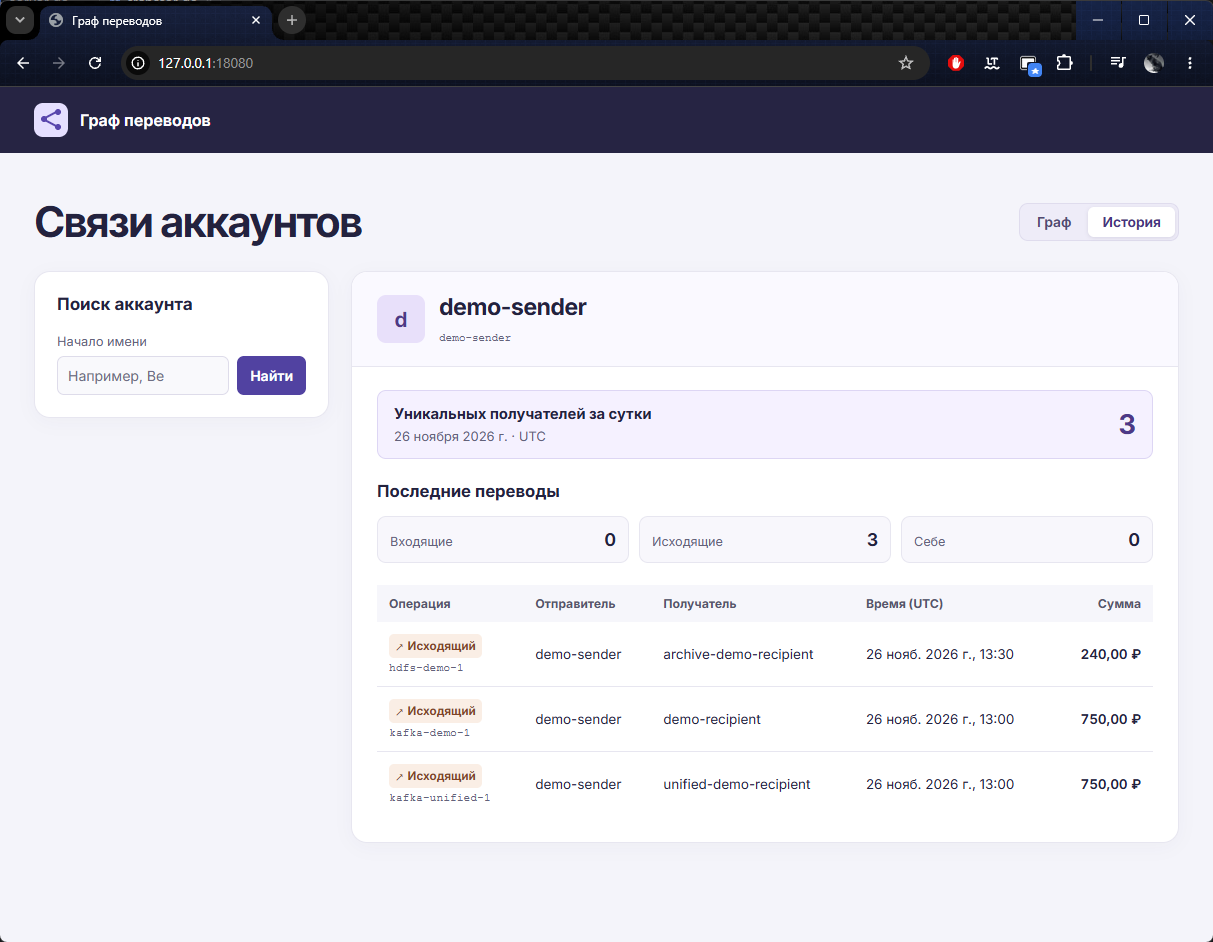 Граф переводов
127.0.0.1:18080
Граф переводов
Связи аккаунтов
Граф
История
Поиск аккаунта
Начало имени
Например, Ве
Найти
d
demo-sender
demo-sender
Уникальных получателей за сутки
26 ноября 2026 г. · UTC
3
Последние переводы
Входящие 0
Исходящие 3
Себе 0
Операция Отправитель Получатель Время (UTC) Сумма
↗ Исходящий
hdfs-demo-1
demo-sender archive-demo-recipient 26 нояб. 2026 г., 13:30 240,00 ₽
↗ Исходящий
kafka-demo-1
demo-sender demo-recipient 26 нояб. 2026 г., 13:00 750,00 ₽
↗ Исходящий
kafka-unified-1
demo-sender unified-demo-recipient 26 нояб. 2026 г., 13:00 750,00 ₽